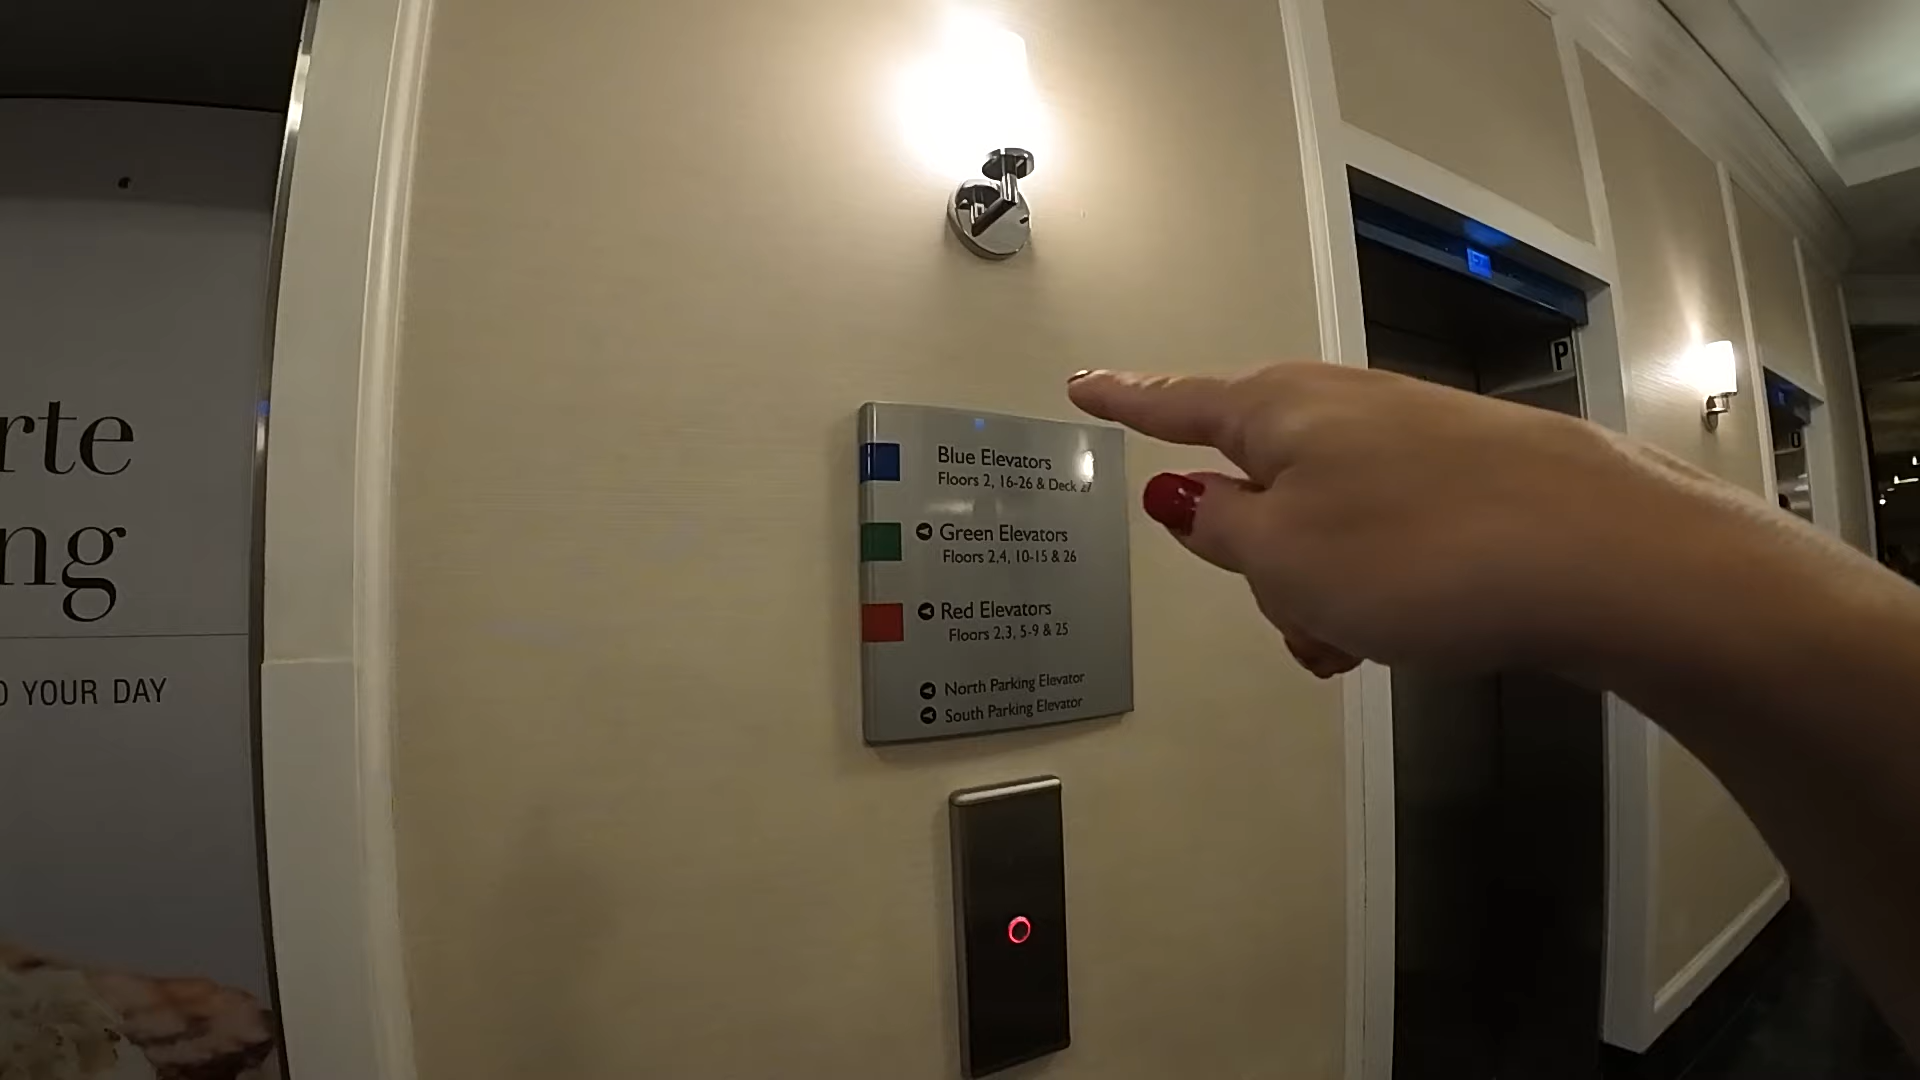 rte
ng
YOUR DAY
P
Blue Elevators
Floors 2, 16-26 & Deck 27
Green Elevators
Floors 2,4, 10-15 & 26
Red Elevators
Floors 2,3, 5-9 & 25
North Parking Elevator
South Parking Elevator